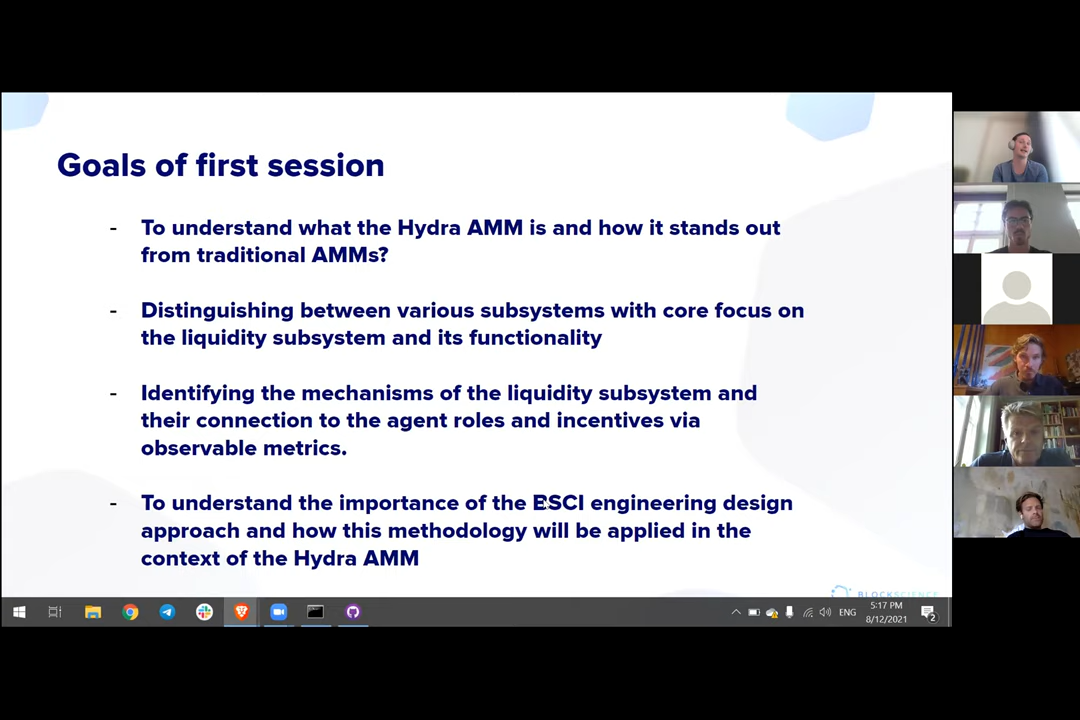 Goals of first session
- To understand what the Hydra AMM is and how it stands out
from traditional AMMs?
- Distinguishing between various subsystems with core focus on
the liquidity subsystem and its functionality
- Identifying the mechanisms of the liquidity subsystem and
their connection to the agent roles and incentives via
observable metrics.
- To understand the importance of the BSCI engineering design
approach and how this methodology will be applied in the
context of the Hydra AMM
BLOCKSCIENCE
ENG
5:17 PM
8/12/2021
2